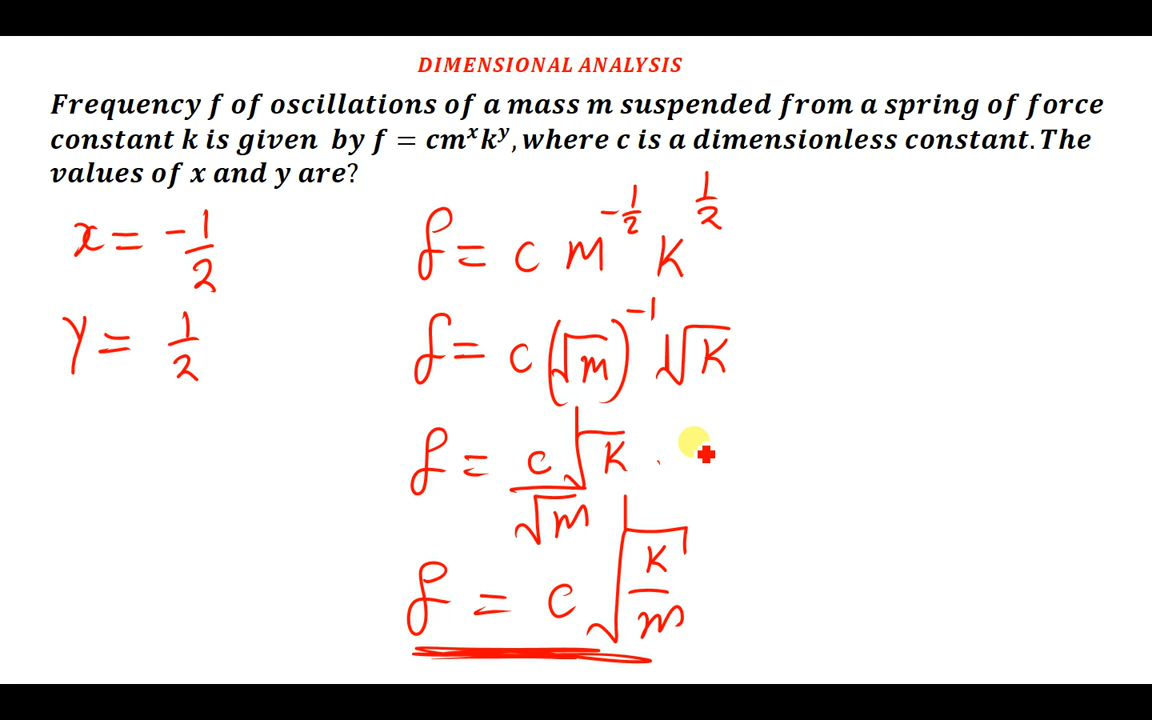 DIMENSIONAL ANALYSIS
Frequency f of oscillations of a mass m suspended from a spring of force
constant k is given by f = cmˣkʸ, where c is a dimensionless constant. The
values of x and y are?
x = -1/2
y = 1/2
f = c m^(-1/2) k^(1/2)
f = c (√m)^(-1) √k
f = c√k / √m
f = c √(k/m)